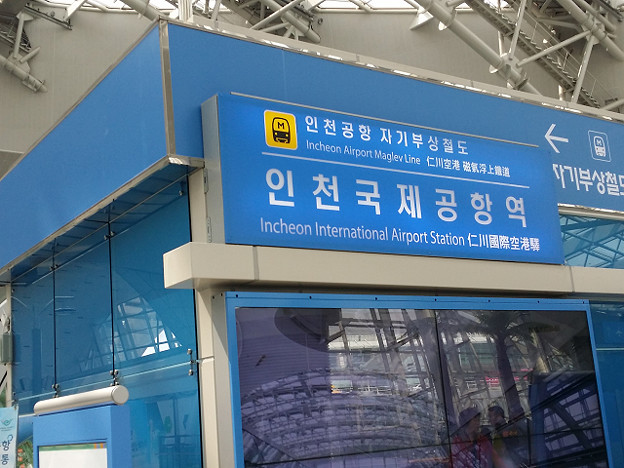 M 인천공항 자기부상철도
Incheon Airport Maglev Line 仁川空港 磁氣浮上鐵道
인천국제공항역
Incheon International Airport Station 仁川國際空港驛
←
자기부상철도